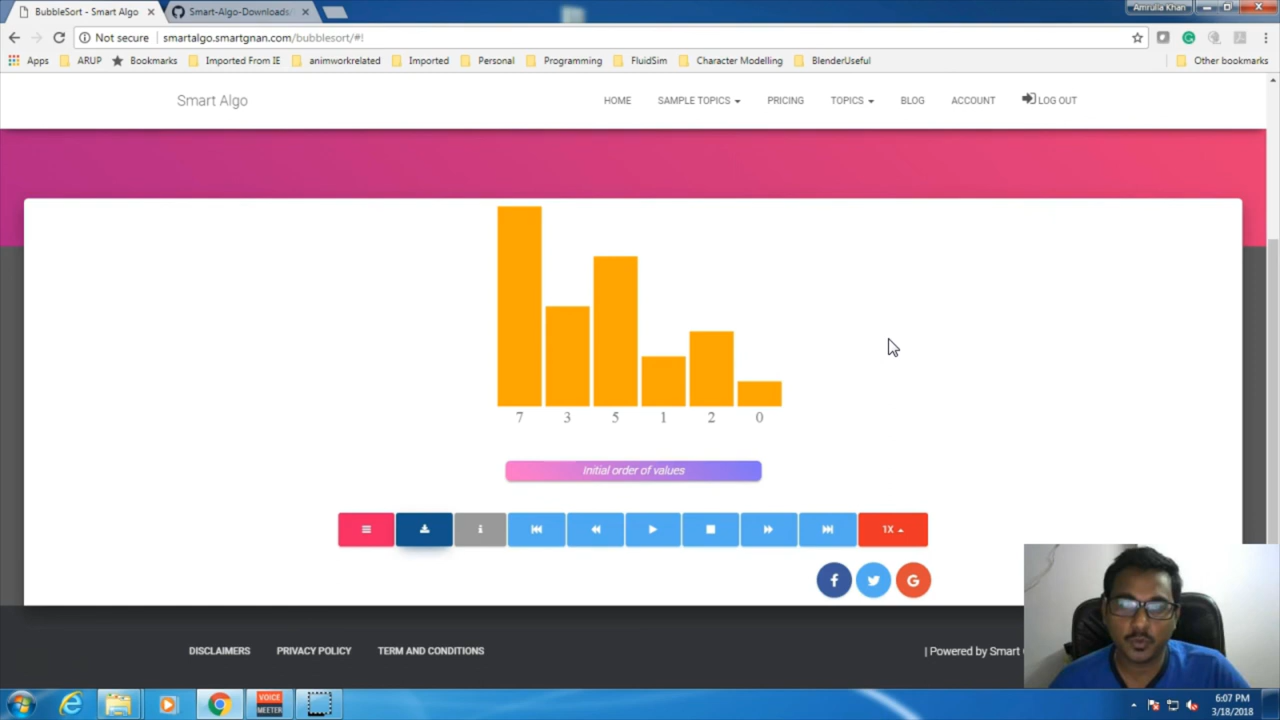 BubbleSort - Smart Algo
Smart-Algo-Downloads/
Amrulla Khan
Not secure | smartalgo.smartgnan.com/bubblesort/#!
Apps ARUP Bookmarks Imported From IE animworkrelated Imported Personal Programming FluidSim Character Modelling BlenderUseful Other bookmarks
Smart Algo HOME SAMPLE TOPICS PRICING TOPICS BLOG ACCOUNT LOG OUT
7 3 5 1 2 0
Initial order of values
1X
DISCLAIMERS PRIVACY POLICY TERM AND CONDITIONS | Powered by Smart
VOICE
MEETER
6:07 PM
3/18/2018